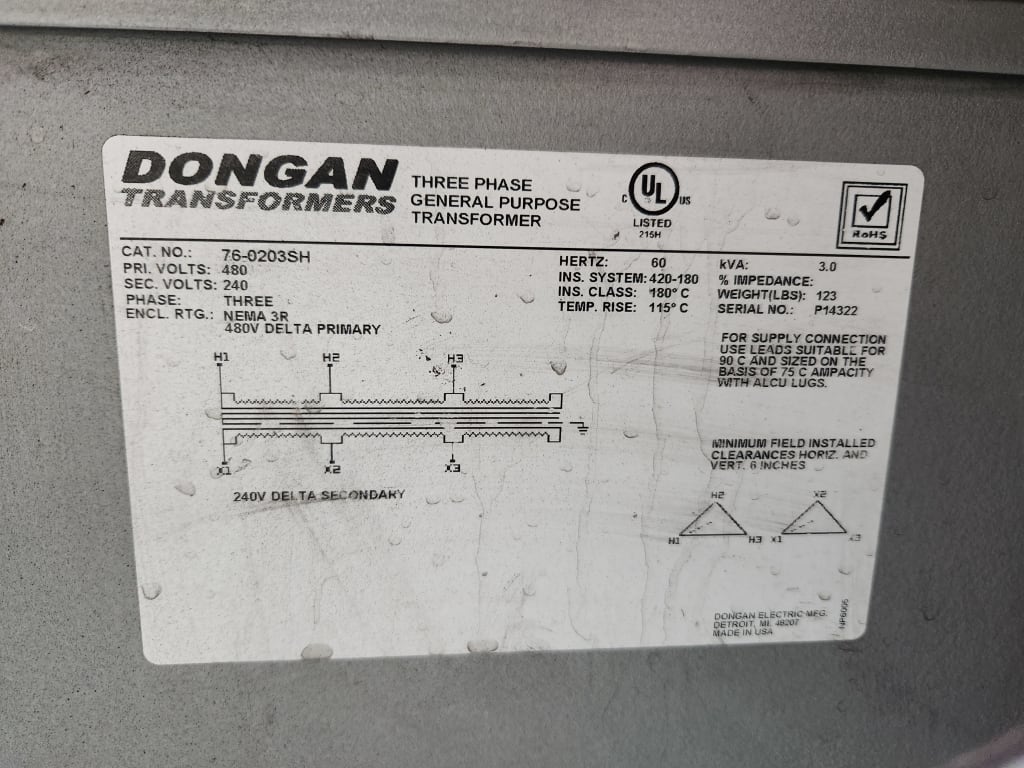 DONGAN
TRANSFORMERS
THREE PHASE
GENERAL PURPOSE
TRANSFORMER
C UL US
LISTED
215H
RoHS
CAT. NO.: 76-0203SH
PRI. VOLTS: 480
SEC. VOLTS: 240
PHASE: THREE
ENCL. RTG.: NEMA 3R
HERTZ: 60
INS. SYSTEM: 420-180
INS. CLASS: 180° C
TEMP. RISE: 115° C
kVA: 3.0
% IMPEDANCE:
WEIGHT(LBS): 123
SERIAL NO.: P14322
480V DELTA PRIMARY
H1 H2 H3
X1 X2 X3
240V DELTA SECONDARY
FOR SUPPLY CONNECTION
USE LEADS SUITABLE FOR
90 C AND SIZED ON THE
BASIS OF 75 C AMPACITY
WITH ALCU LUGS.
MINIMUM FIELD INSTALLED
CLEARANCES HORIZ. AND
VERT. 6 INCHES
H2 X2
H1 H3 X1 X3
DONGAN ELECTRIC MFG.
DETROIT, MI. 48207
MADE IN USA
NP6005